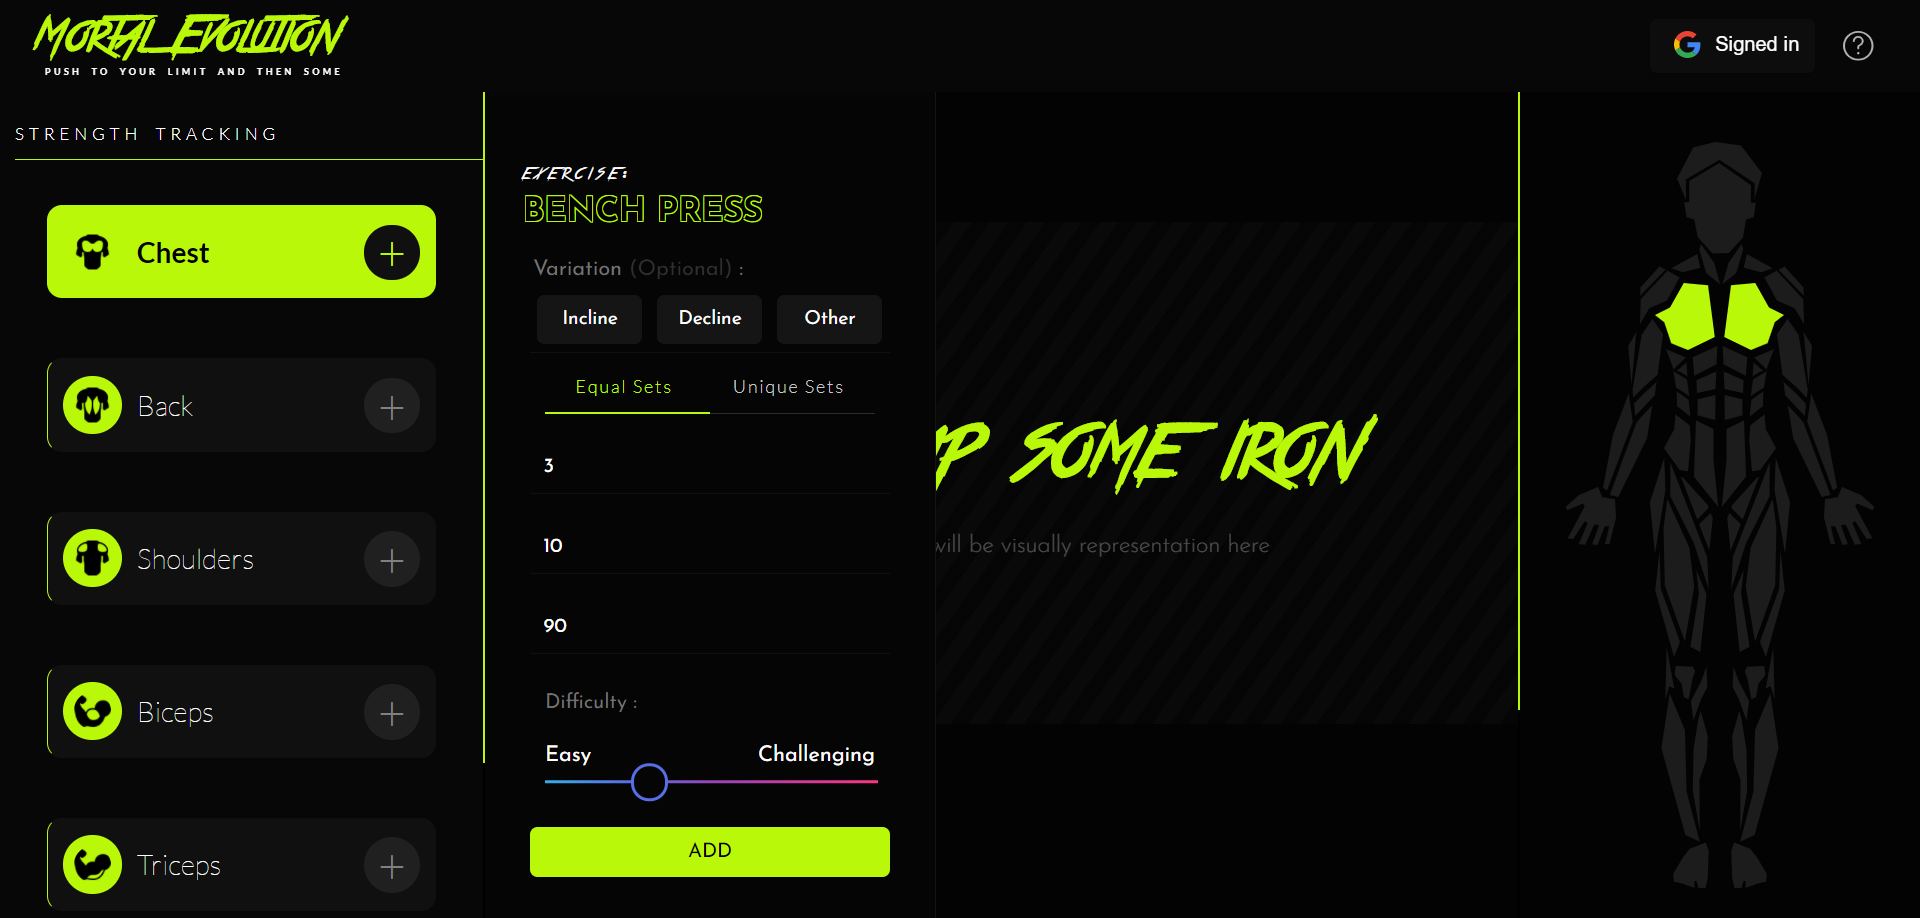 MORTAL EVOLUTION
PUSH TO YOUR LIMIT AND THEN SOME
Signed in
?
STRENGTH TRACKING
Chest
Back
Shoulders
Biceps
Triceps
EXERCISE:
BENCH PRESS
Variation (Optional) :
Incline
Decline
Other
Equal Sets
Unique Sets
3
10
90
Difficulty :
Easy
Challenging
ADD
SOME IRON
will be visually representation here